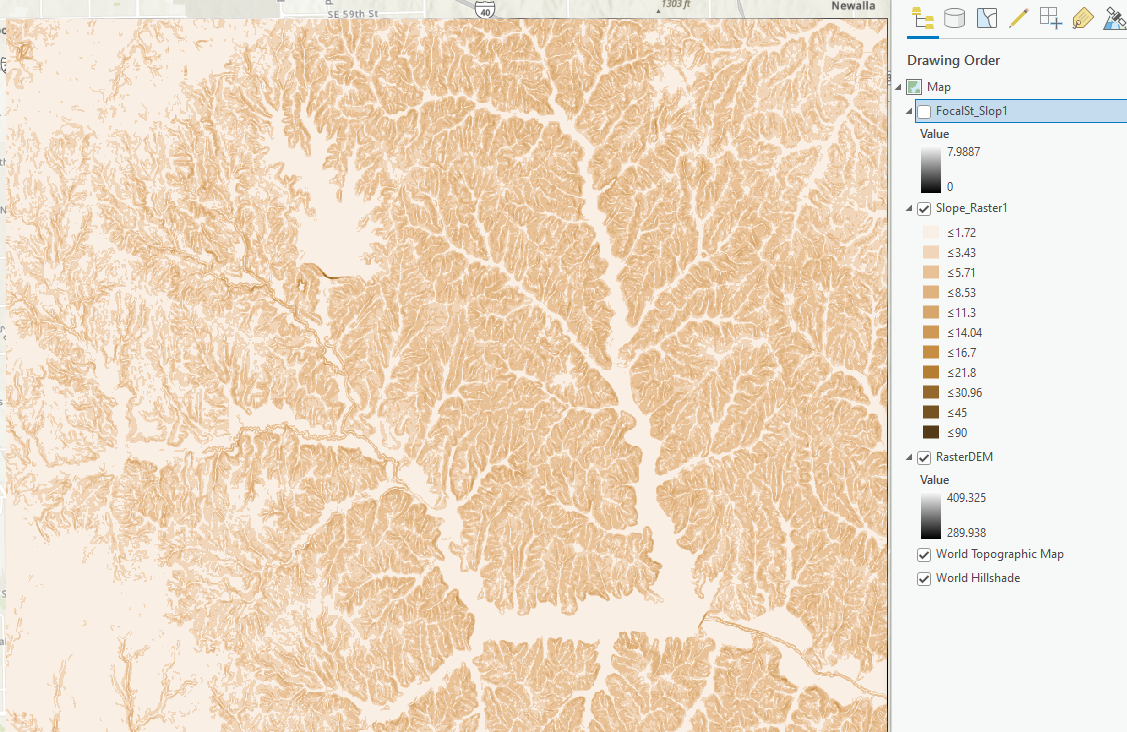 SE 59th St
40
1303 ft
Newalla
Drawing Order
Map
FocalSt_Slop1
Value
7.9887
0
Slope_Raster1
≤1.72
≤3.43
≤5.71
≤8.53
≤11.3
≤14.04
≤16.7
≤21.8
≤30.96
≤45
≤90
RasterDEM
Value
409.325
289.938
World Topographic Map
World Hillshade